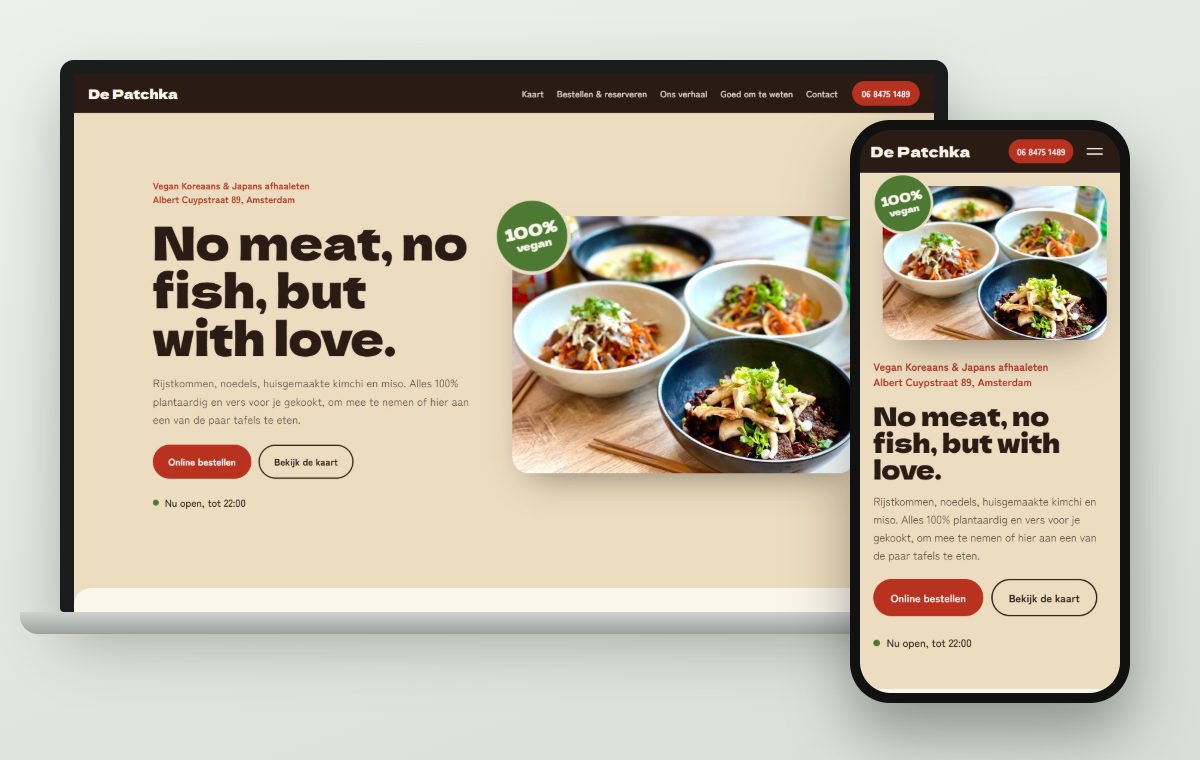 De Patchka
Kaart Bestellen & reserveren Ons verhaal Goed om te weten Contact 06 8475 1489
Vegan Koreaans & Japans afhaaleten
Albert Cuypstraat 89, Amsterdam
No meat, no
fish, but
with love.
Rijstkommen, noedels, huisgemaakte kimchi en miso. Alles 100%
plantaardig en vers voor je gekookt, om mee te nemen of hier aan
een van de paar tafels te eten.
Online bestellen Bekijk de kaart
Nu open, tot 22:00
100%
vegan
De Patchka 06 8475 1489
100%
vegan
Vegan Koreaans & Japans afhaaleten
Albert Cuypstraat 89, Amsterdam
No meat, no
fish, but with
love.
Rijstkommen, noedels, huisgemaakte kimchi en
miso. Alles 100% plantaardig en vers voor je
gekookt, om mee te nemen of hier aan een van
de paar tafels te eten.
Online bestellen Bekijk de kaart
Nu open, tot 22:00